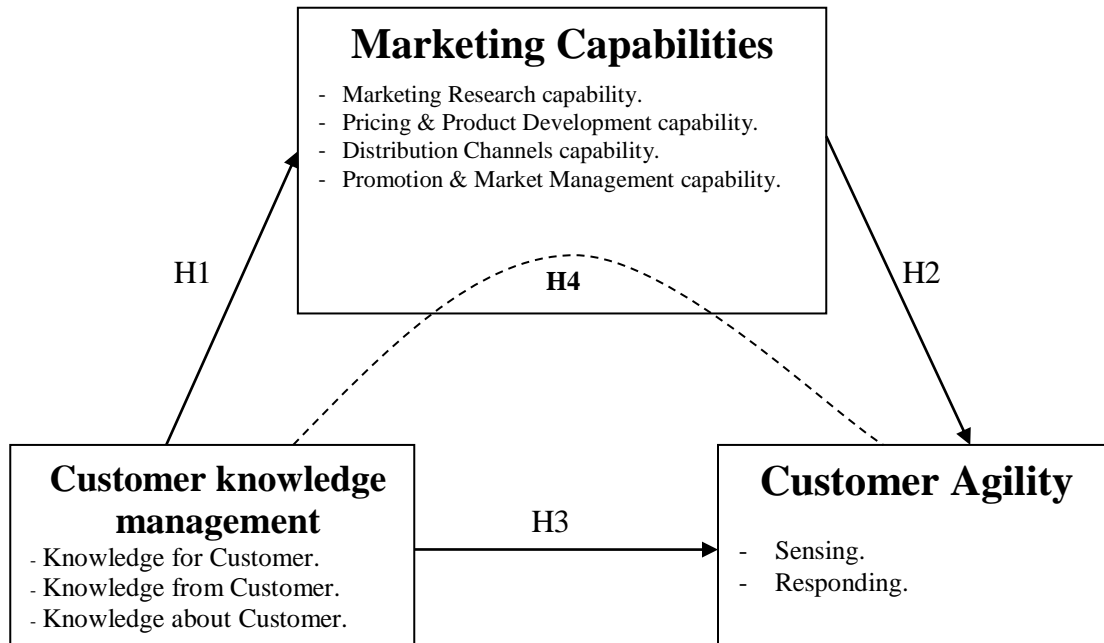 Marketing Capabilities
- Marketing Research capability.
- Pricing & Product Development capability.
- Distribution Channels capability.
- Promotion & Market Management capability.
H1
H4
H2
Customer knowledge
management
- Knowledge for Customer.
- Knowledge from Customer.
- Knowledge about Customer.
H3
Customer Agility
- Sensing.
- Responding.